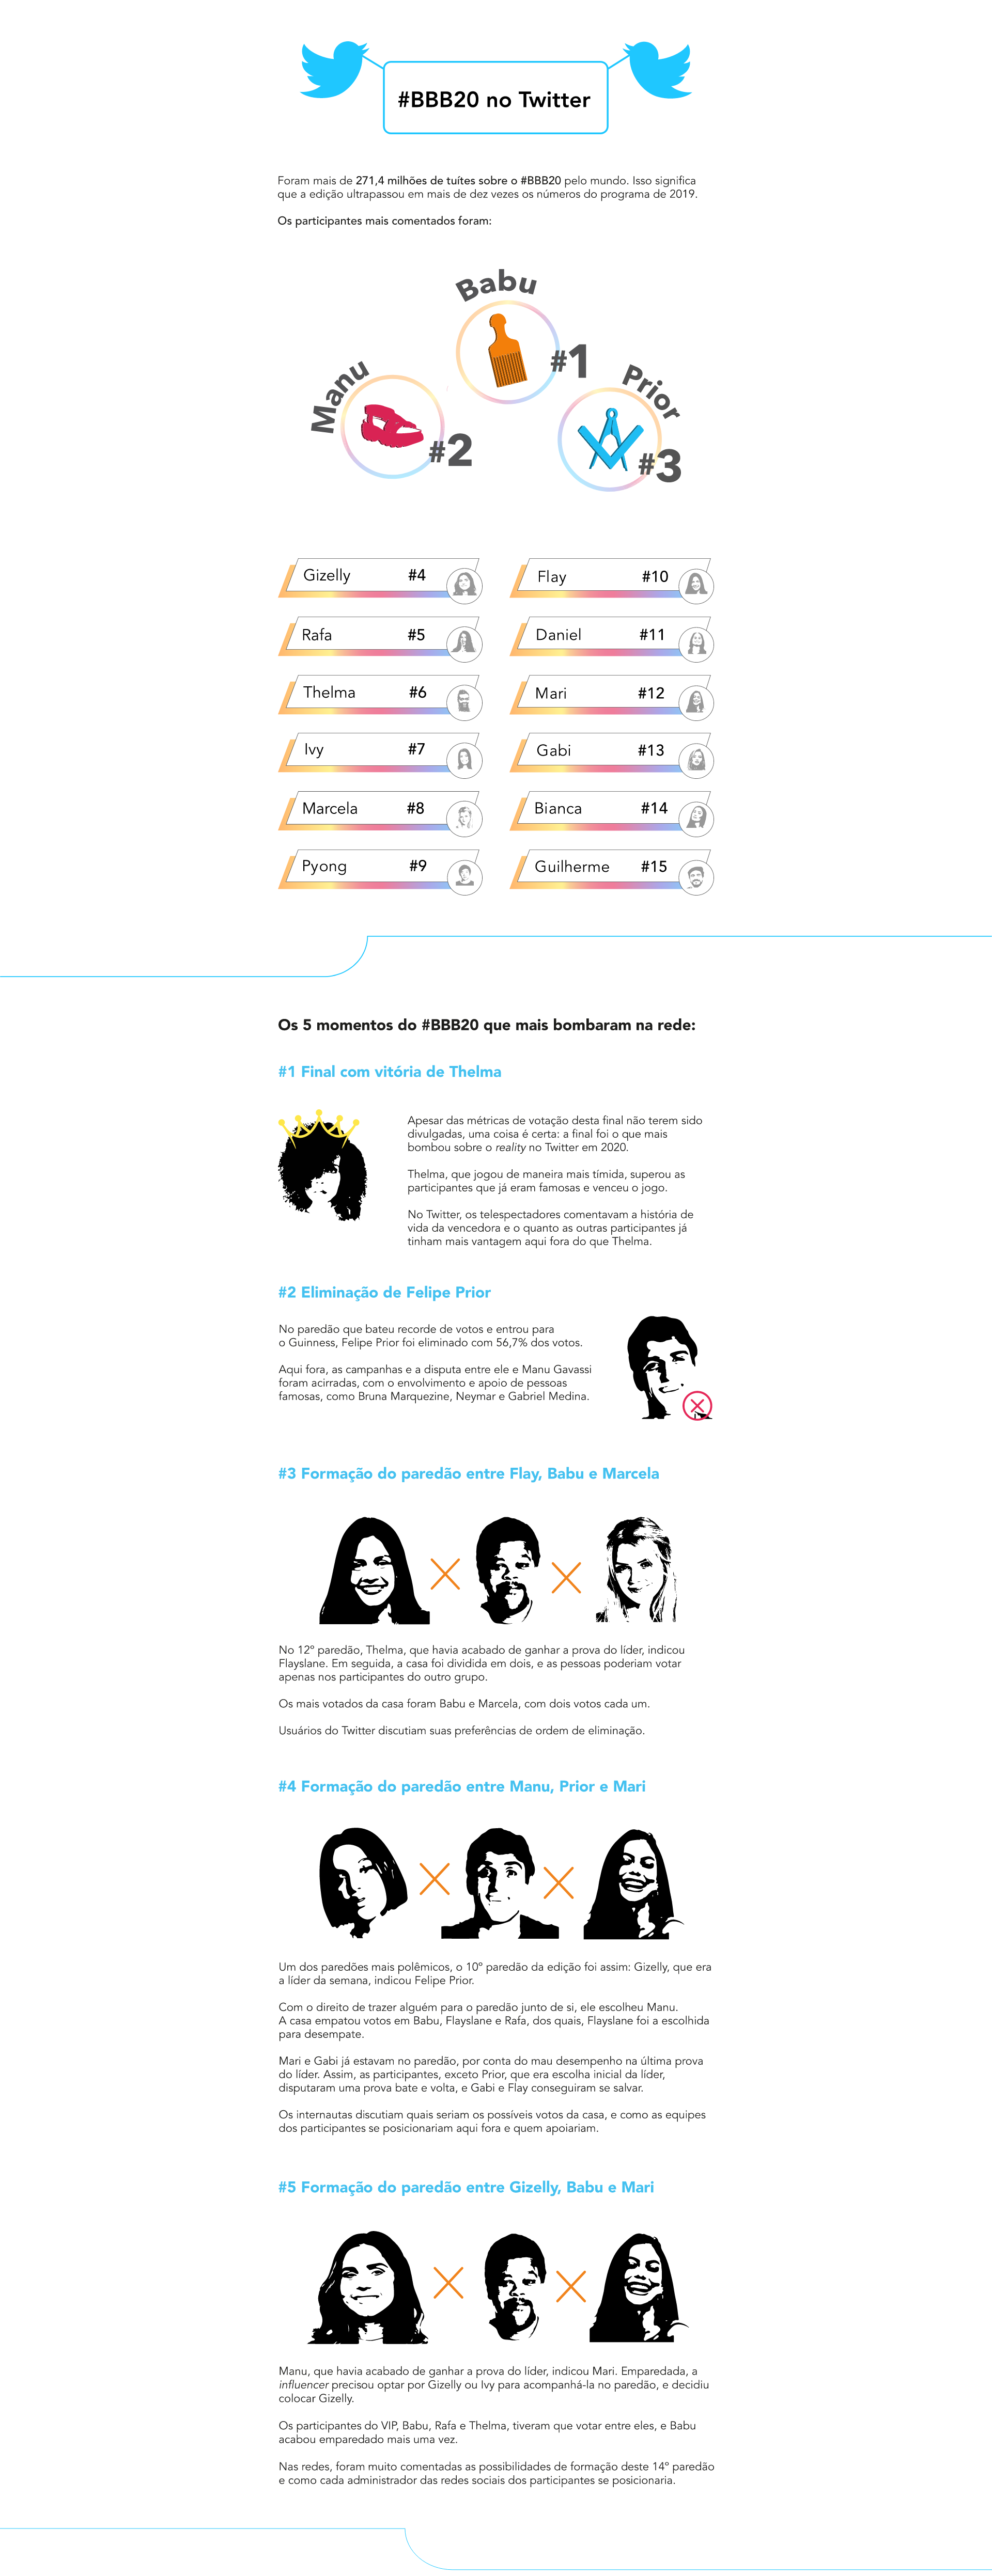 #BBB20 no Twitter
Foram mais de 271,4 milhões de tuítes sobre o #BBB20 pelo mundo. Isso significa
que a edição ultrapassou em mais de dez vezes os números do programa de 2019.
Os participantes mais comentados foram:
Babu
#1
Manu
#2
Prior
#3
Gizelly #4
Rafa #5
Thelma #6
Ivy #7
Marcela #8
Pyong #9
Flay #10
Daniel #11
Mari #12
Gabi #13
Bianca #14
Guilherme #15
Os 5 momentos do #BBB20 que mais bombaram na rede:
#1 Final com vitória de Thelma
Apesar das métricas de votação desta final não terem sido
divulgadas, uma coisa é certa: a final foi o que mais
bombou sobre o reality no Twitter em 2020.
Thelma, que jogou de maneira mais tímida, superou as
participantes que já eram famosas e venceu o jogo.
No Twitter, os telespectadores comentavam a história de
vida da vencedora e o quanto as outras participantes já
tinham mais vantagem aqui fora do que Thelma.
#2 Eliminação de Felipe Prior
No paredão que bateu recorde de votos e entrou para
o Guinness, Felipe Prior foi eliminado com 56,7% dos votos.
Aqui fora, as campanhas e a disputa entre ele e Manu Gavassi
foram acirradas, com o envolvimento e apoio de pessoas
famosas, como Bruna Marquezine, Neymar e Gabriel Medina.
#3 Formação do paredão entre Flay, Babu e Marcela
No 12º paredão, Thelma, que havia acabado de ganhar a prova do líder, indicou
Flayslane. Em seguida, a casa foi dividida em dois, e as pessoas poderiam votar
apenas nos participantes do outro grupo.
Os mais votados da casa foram Babu e Marcela, com dois votos cada um.
Usuários do Twitter discutiam suas preferências de ordem de eliminação.
#4 Formação do paredão entre Manu, Prior e Mari
Um dos paredões mais polêmicos, o 10º paredão da edição foi assim: Gizelly, que era
a líder da semana, indicou Felipe Prior.
Com o direito de trazer alguém para o paredão junto de si, ele escolheu Manu.
A casa empatou votos em Babu, Flayslane e Rafa, dos quais, Flayslane foi a escolhida
para desempate.
Mari e Gabi já estavam no paredão, por conta do mau desempenho na última prova
do líder. Assim, as participantes, exceto Prior, que era escolha inicial da líder,
disputaram uma prova bate e volta, e Gabi e Flay conseguiram se salvar.
Os internautas discutiam quais seriam os possíveis votos da casa, e como as equipes
dos participantes se posicionariam aqui fora e quem apoiariam.
#5 Formação do paredão entre Gizelly, Babu e Mari
Manu, que havia acabado de ganhar a prova do líder, indicou Mari. Emparedada, a
influencer precisou optar por Gizelly ou Ivy para acompanhá-la no paredão, e decidiu
colocar Gizelly.
Os participantes do VIP, Babu, Rafa e Thelma, tiveram que votar entre eles, e Babu
acabou emparedado mais uma vez.
Nas redes, foram muito comentadas as possibilidades de formação deste 14º paredão
e como cada administrador das redes sociais dos participantes se posicionaria.